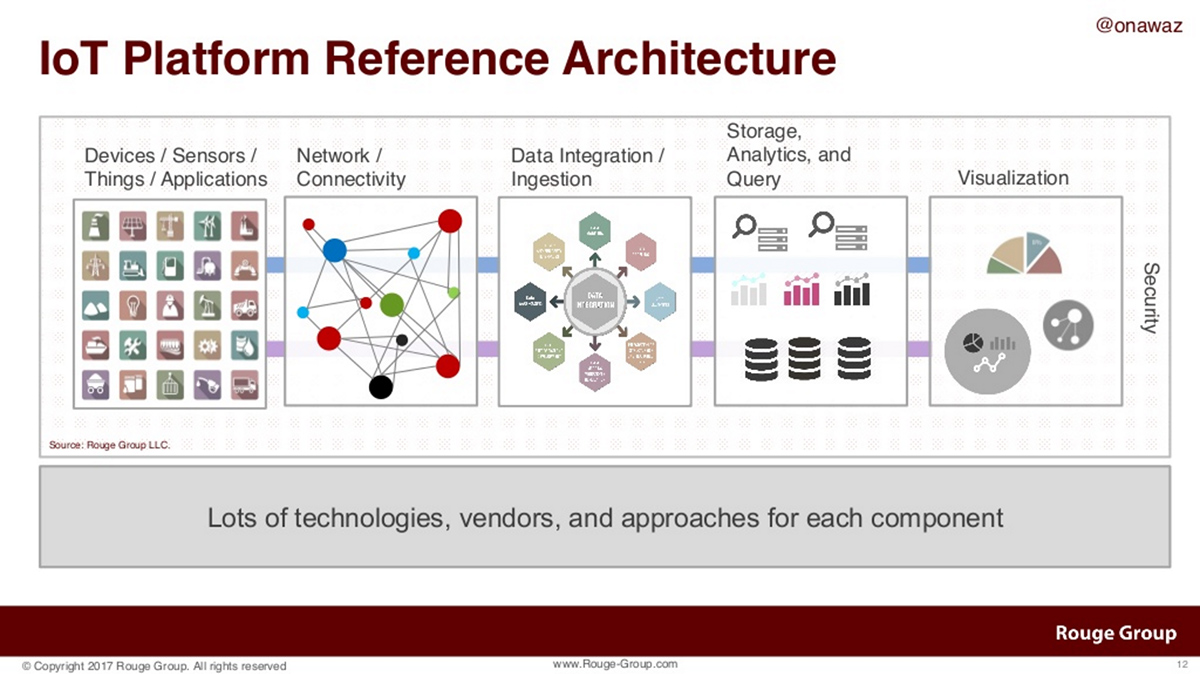 @onawaz
IoT Platform Reference Architecture
Devices / Sensors /
Things / Applications
Network /
Connectivity
Data Integration /
Ingestion
Storage,
Analytics, and
Query
Visualization
DATA
INTEGRATION
Security
Source: Rouge Group LLC.
Lots of technologies, vendors, and approaches for each component
Rouge Group
© Copyright 2017 Rouge Group. All rights reserved
www.Rouge-Group.com
12